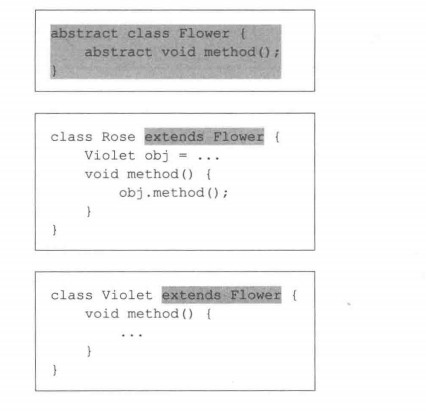 abstract class Flower {
    abstract void method();
}
class Rose extends Flower {
    Violet obj = ...
    void method() {
        obj.method();
    }
}
class Violet extends Flower {
    void method() {
        ...
    }
}